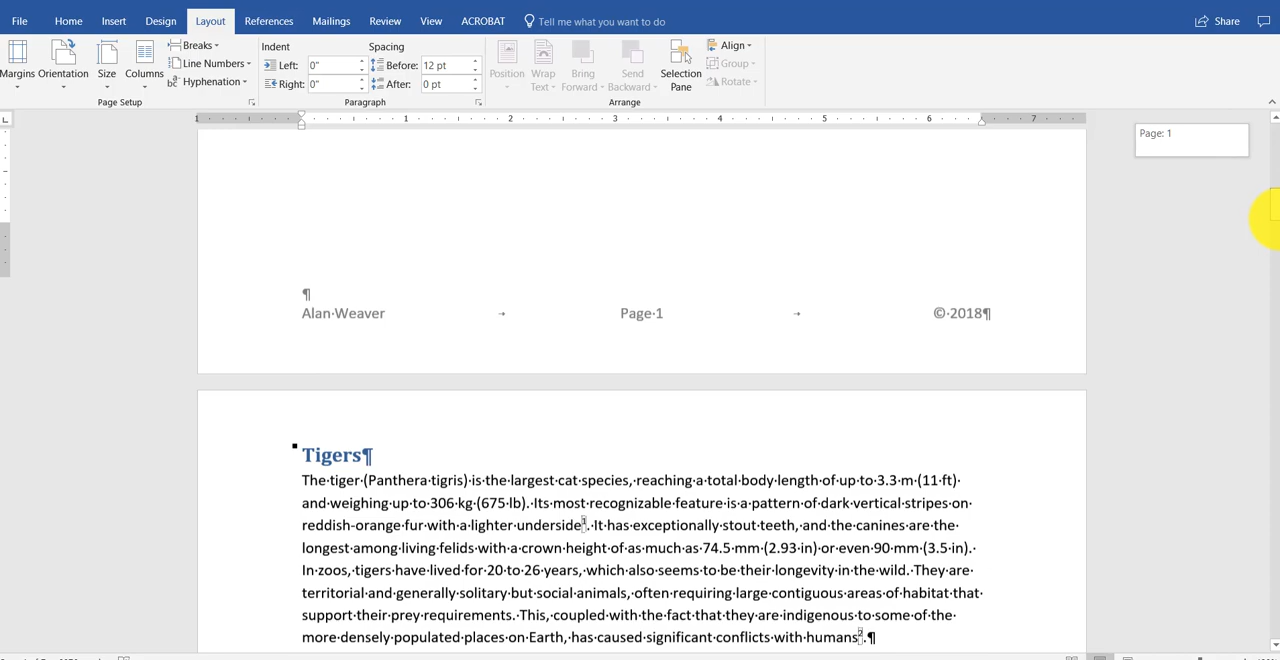 File Home Insert Design Layout References Mailings Review View ACROBAT Tell me what you want to do Share
Margins Orientation Size Columns Breaks Line Numbers Hyphenation
Page Setup
Indent Spacing
Left: 0" Before: 12 pt
Right: 0" After: 0 pt
Paragraph
Position Wrap Text Bring Forward Send Backward Selection Pane Align Group Rotate
Arrange
1 1 2 3 4 5 6 7
Page: 1
¶
Alan·Weaver → Page·1 → ©·2018¶
Tigers¶
The·tiger·(Panthera·tigris)·is·the·largest·cat·species,·reaching·a·total·body·length·of·up·to·3.3·m·(11·ft)·
and·weighing·up·to·306·kg·(675·lb).·Its·most·recognizable·feature·is·a·pattern·of·dark·vertical·stripes·on·
reddish-orange·fur·with·a·lighter·underside1.·It·has·exceptionally·stout·teeth,·and·the·canines·are·the·
longest·among·living·felids·with·a·crown·height·of·as·much·as·74.5·mm·(2.93·in)·or·even·90·mm·(3.5·in).·
In·zoos,·tigers·have·lived·for·20·to·26·years,·which·also·seems·to·be·their·longevity·in·the·wild.·They·are·
territorial·and·generally·solitary·but·social·animals,·often·requiring·large·contiguous·areas·of·habitat·that·
support·their·prey·requirements.·This,·coupled·with·the·fact·that·they·are·indigenous·to·some·of·the·
more·densely·populated·places·on·Earth,·has·caused·significant·conflicts·with·humans2.¶